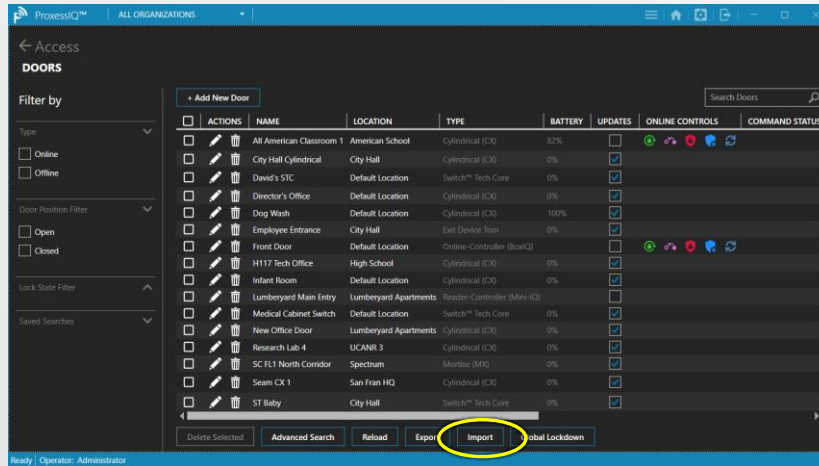 ProxessIQ™ ALL ORGANIZATIONS
Access
DOORS
Filter by
Type
Online
Offline
Door Position Filter
Open
Closed
Lock State Filter
Saved Searches
+ Add New Door
Search Doors
ACTIONS NAME LOCATION TYPE BATTERY UPDATES ONLINE CONTROLS COMMAND STATUS
All American Classroom 1 American School Cylindrical (CX) 82%
City Hall Cylindrical City Hall Cylindrical (CX) 0%
David's STC Default Location Switch™ Tech Core 0%
Director's Office Default Location Cylindrical (CX) 0%
Dog Wash Default Location Cylindrical (CX) 100%
Employee Entrance City Hall Exit Device Trim 0%
Front Door Default Location Online-Controller (BoxIQ)
H117 Tech Office High School Cylindrical (CX) 0%
Infant Room Default Location Cylindrical (CX) 0%
Lumberyard Main Entry Lumberyard Apartments Reader-Controller (Mini-IQ)
Medical Cabinet Switch Default Location Switch™ Tech Core 0%
New Office Door Lumberyard Apartments Cylindrical (CX) 0%
Research Lab 4 UCANR 3 Cylindrical (CX) 0%
SC FL1 North Corridor Spectrum Mortise (MX) 0%
Seam CX 1 San Fran HQ Cylindrical (CX) 0%
ST Baby City Hall Switch™ Tech Core 0%
Delete Selected Advanced Search Reload Export Import Global Lockdown
Ready Operator: Administrator